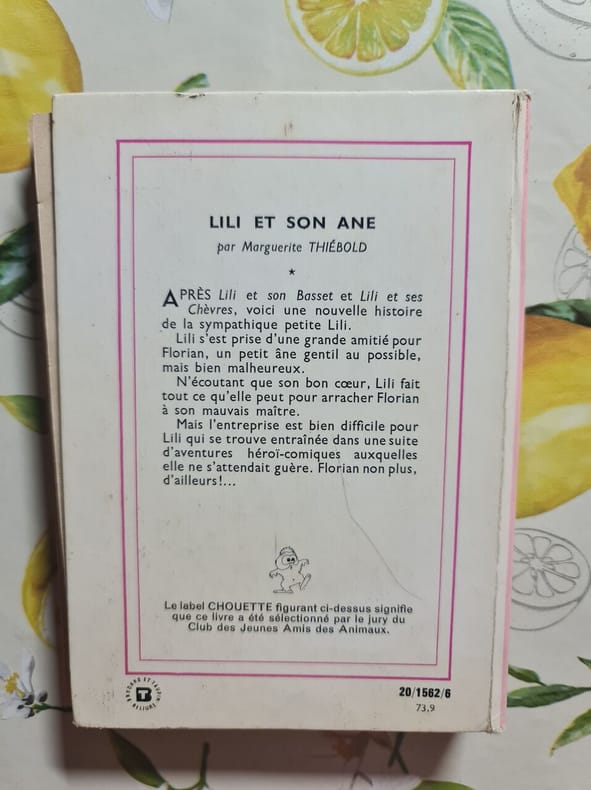 LILI ET SON ANE
par Marguerite THIÉBOLD
★
APRÈS Lili et son Basset et Lili et ses
Chèvres, voici une nouvelle histoire
de la sympathique petite Lili.
Lili s'est prise d'une grande amitié pour
Florian, un petit âne gentil au possible,
mais bien malheureux.
N'écoutant que son bon cœur, Lili fait
tout ce qu'elle peut pour arracher Florian
à son mauvais maître.
Mais l'entreprise est bien difficile pour
Lili qui se trouve entraînée dans une suite
d'aventures héroï-comiques auxquelles
elle ne s'attendait guère. Florian non plus,
d'ailleurs!...
Le label CHOUETTE figurant ci-dessus signifie
que ce livre a été sélectionné par le jury du
Club des Jeunes Amis des Animaux.
BRODARD ET TAUPIN
RELIURE
20/1562/6
73.9